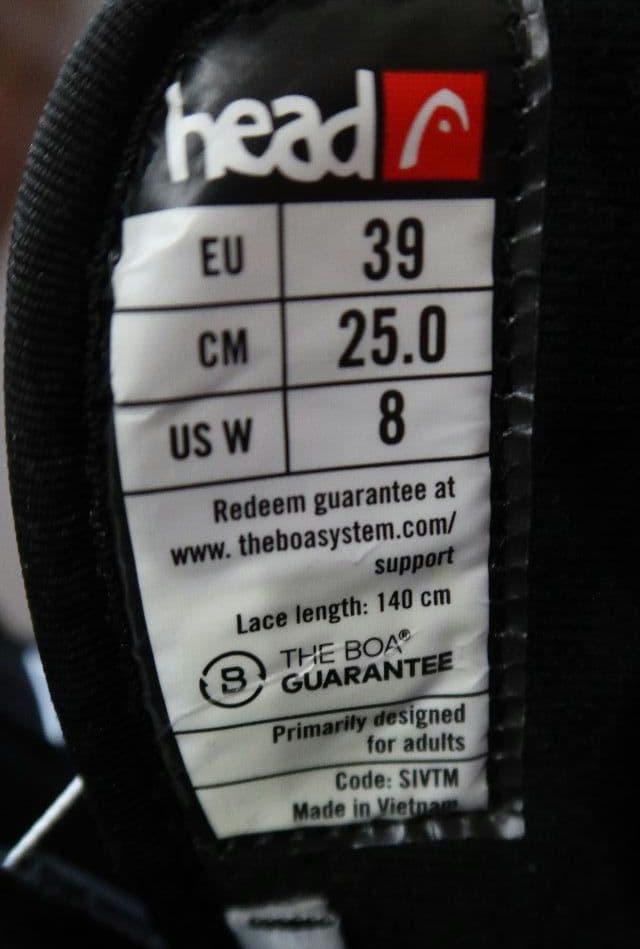 head
EU 39
CM 25.0
US W 8
Redeem guarantee at
www. theboasystem.com/
support
Lace length: 140 cm
B THE BOA®
GUARANTEE
Primarily designed
for adults
Code: SIVTM
Made in Vietnam